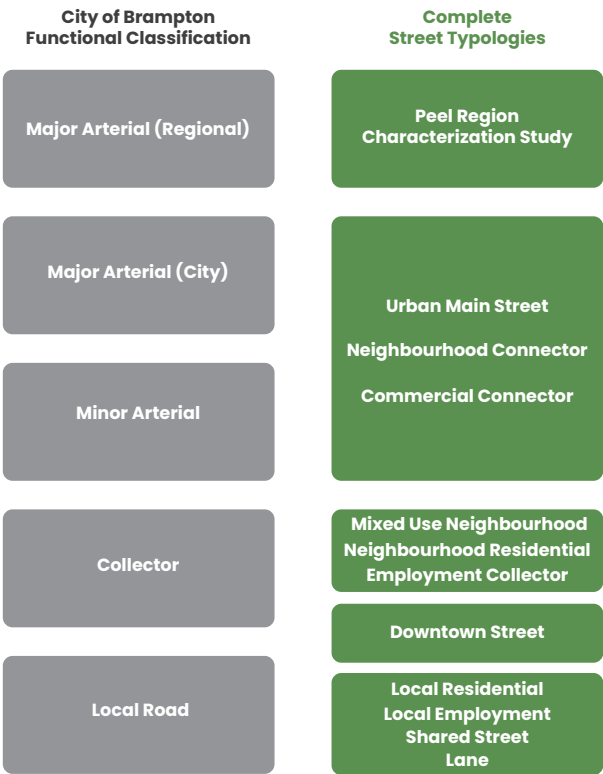 City of Brampton
Functional Classification
Major Arterial (Regional)
Major Arterial (City)
Minor Arterial
Collector
Local Road
Complete
Street Typologies
Peel Region
Characterization Study
Urban Main Street
Neighbourhood Connector
Commercial Connector
Mixed Use Neighbourhood
Neighbourhood Residential
Employment Collector
Downtown Street
Local Residential
Local Employment
Shared Street
Lane